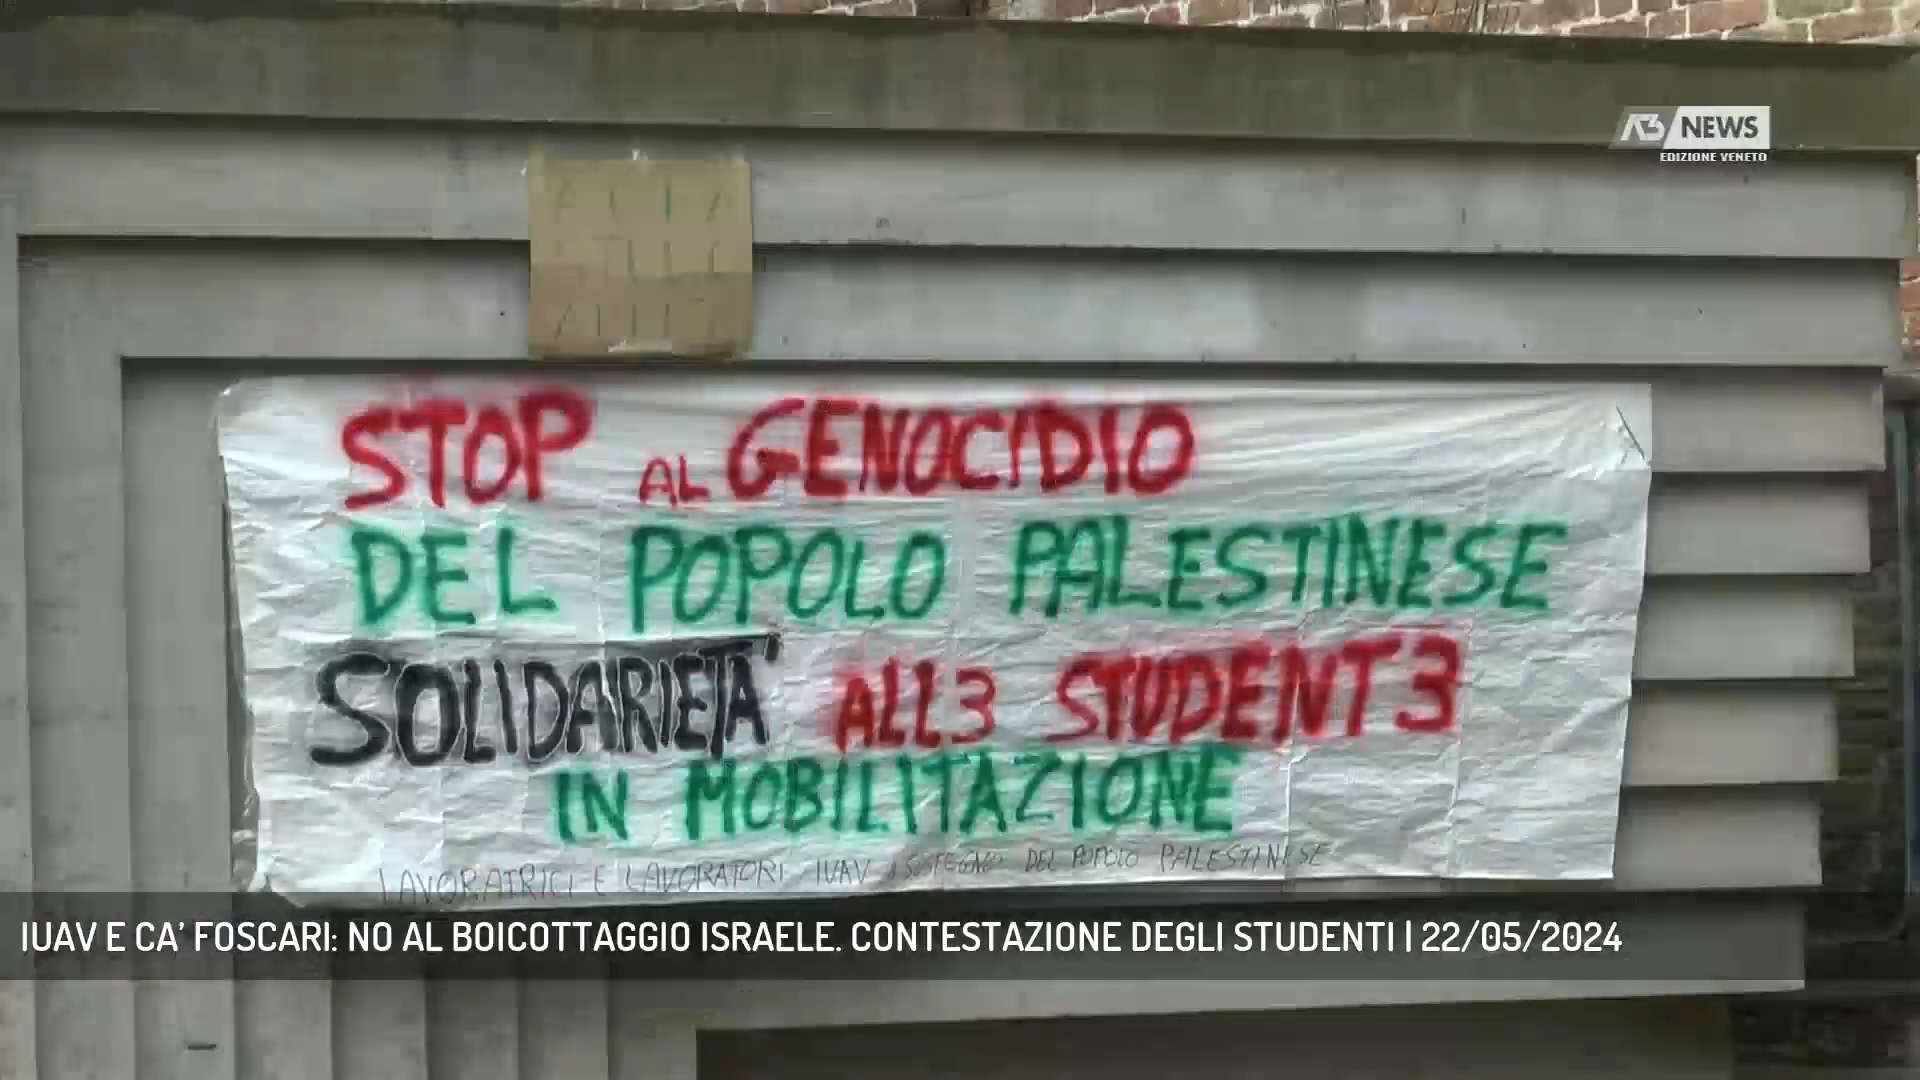 A3 NEWS
EDIZIONE VENETO
STOP AL GENOCIDIO
DEL POPOLO PALESTINESE
SOLIDARIETÀ ALL3 STUDENT3
IN MOBILITAZIONE
LAVORATRICI E LAVORATORI IUAV A SOSTEGNO DEL POPOLO PALESTINESE
IUAV E CA' FOSCARI: NO AL BOICOTTAGGIO ISRAELE. CONTESTAZIONE DEGLI STUDENTI | 22/05/2024